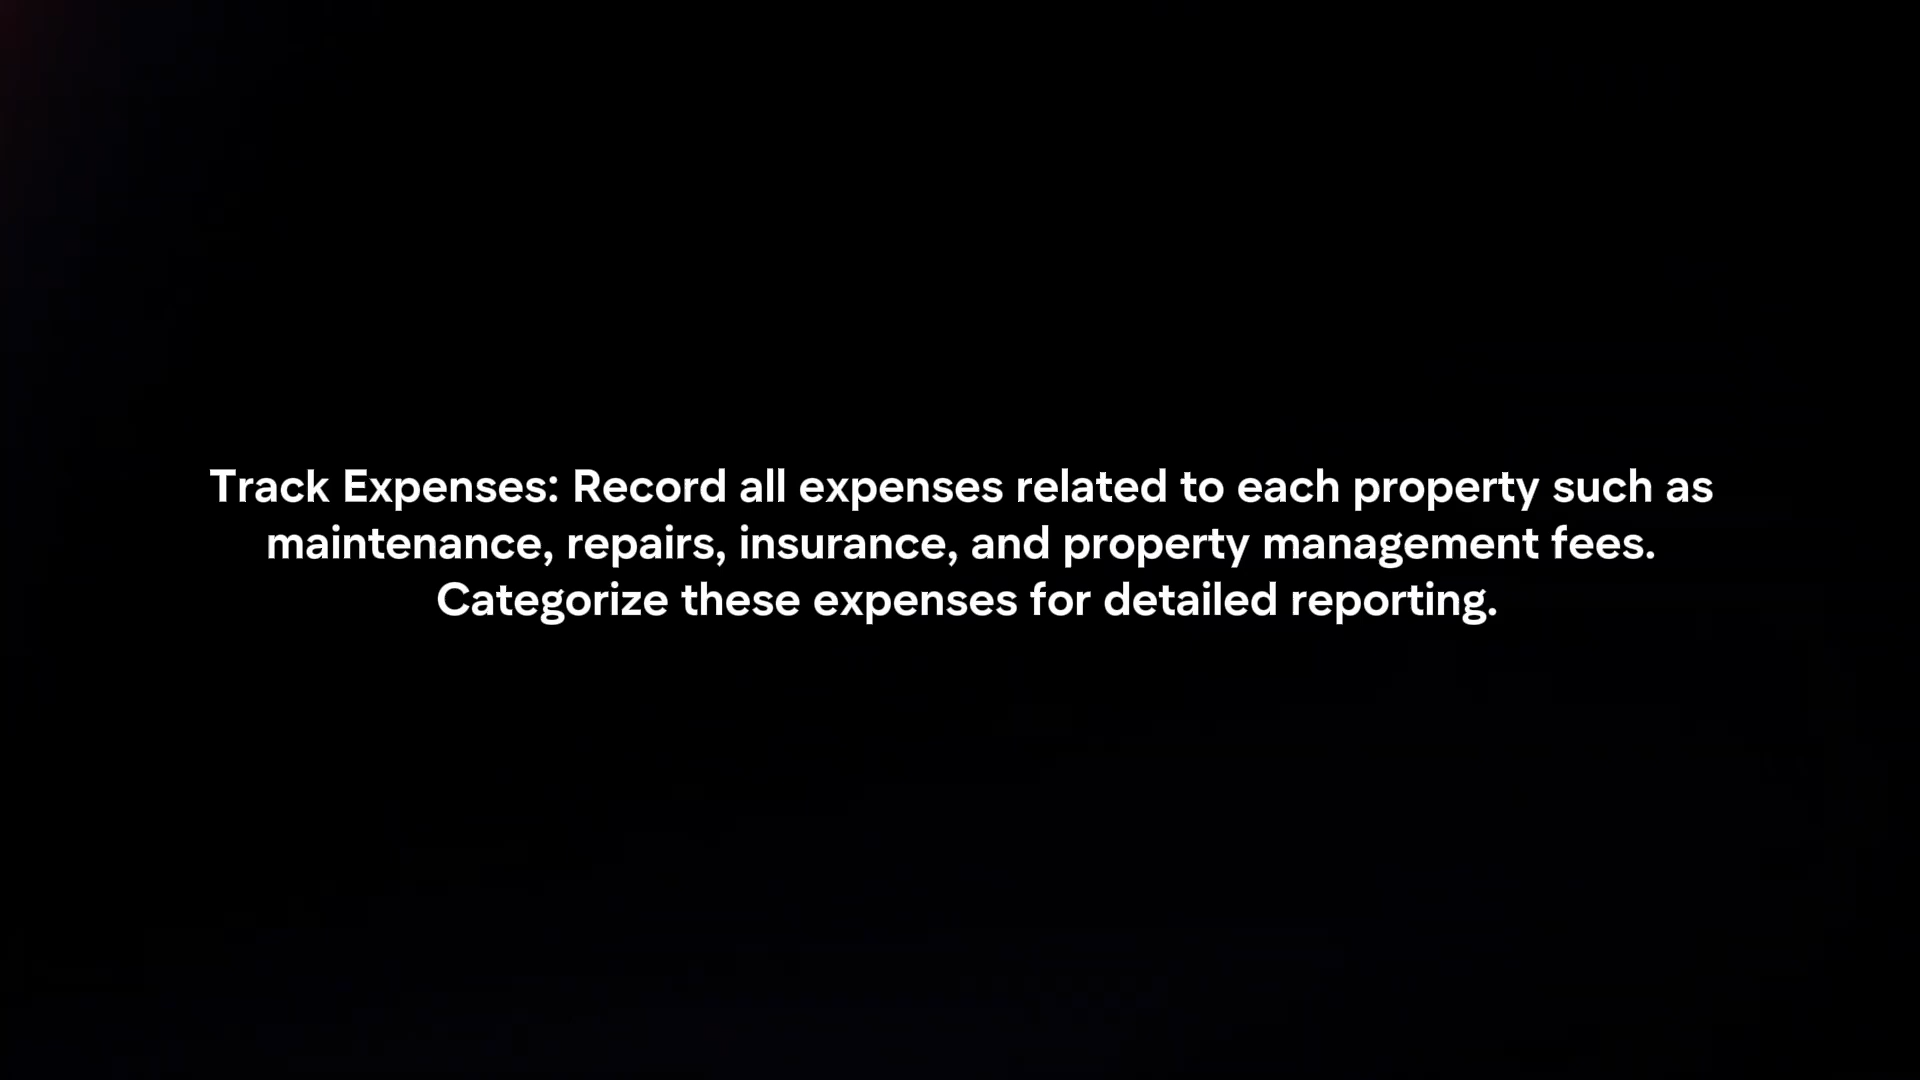 Track Expenses: Record all expenses related to each property such as
maintenance, repairs, insurance, and property management fees.
Categorize these expenses for detailed reporting.